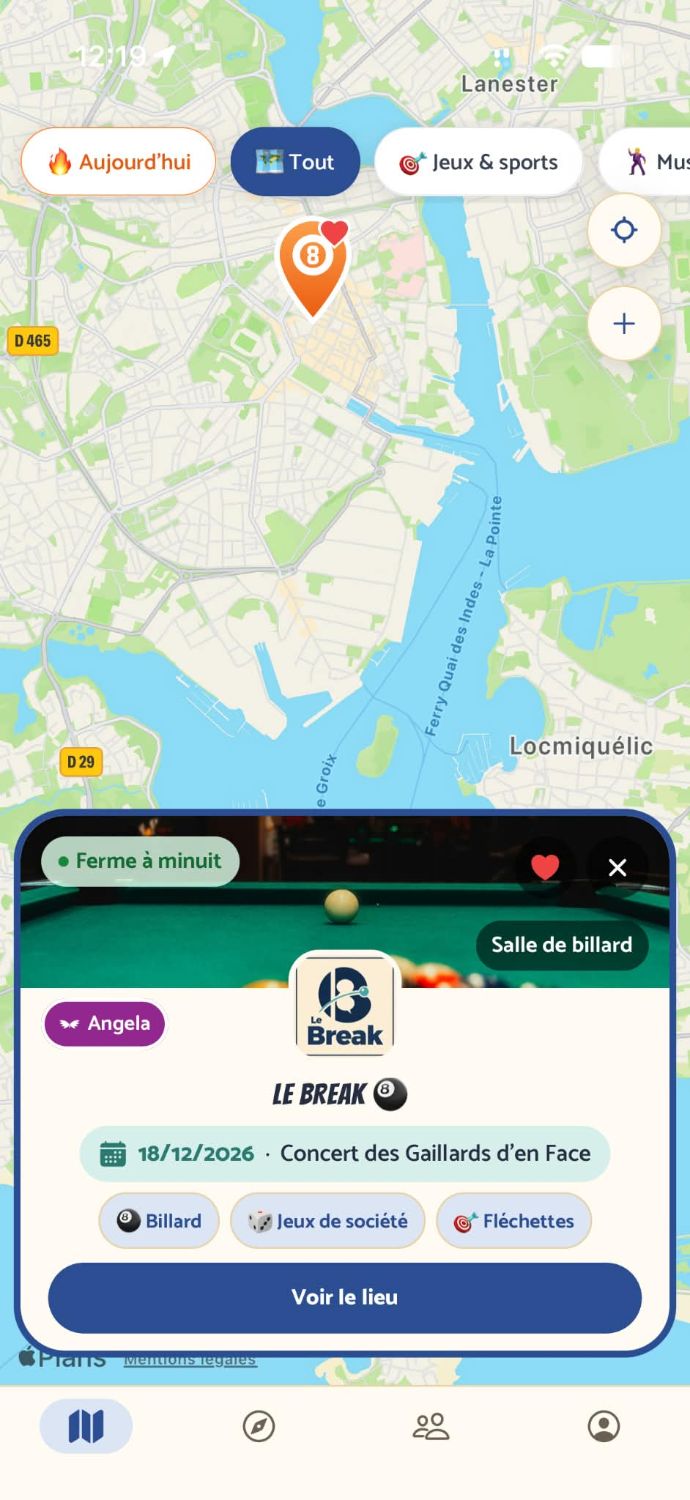 12:19
Lanester
Aujourd'hui
Tout
Jeux & sports
Mus
8
D 465
Ferry Quai des Indes - La Pointe
Locmiquélic
D 29
e Groix
Ferme à minuit
Salle de billard
Angela
Le
Break
LE BREAK
18/12/2026 · Concert des Gaillards d'en Face
Billard
Jeux de société
Fléchettes
Voir le lieu
Plans
Mentions légales